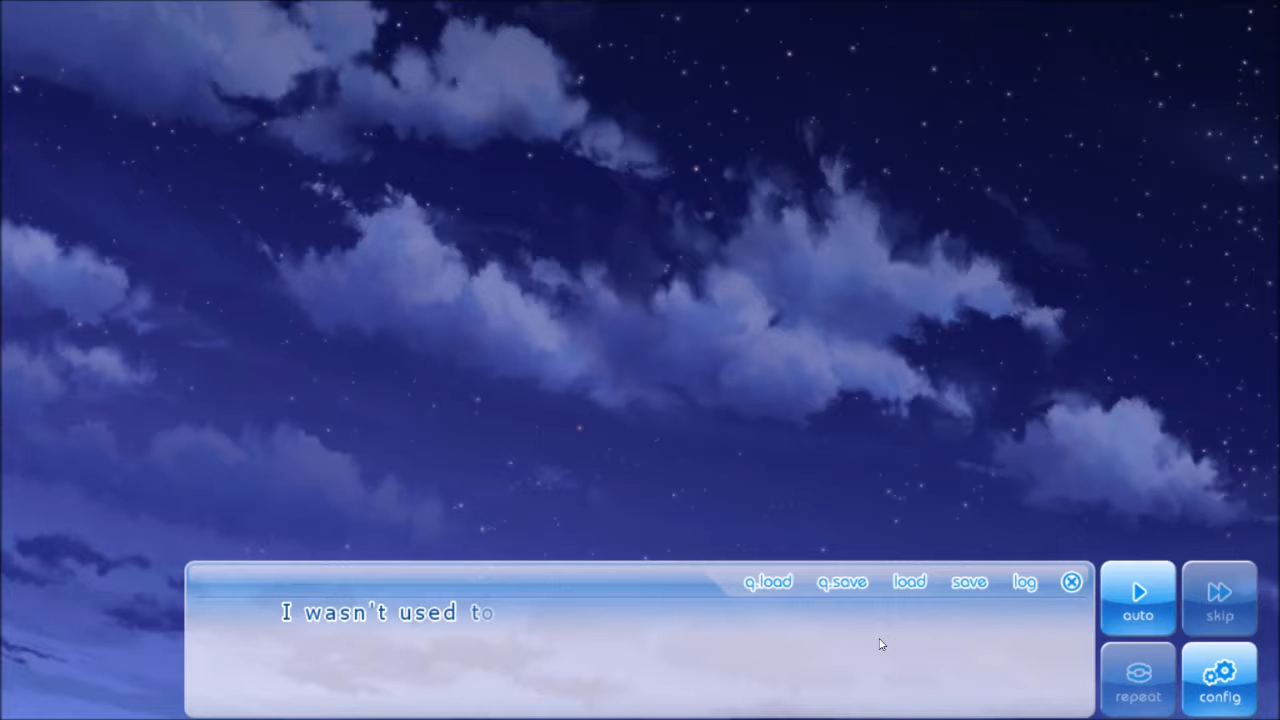 q.load q.save load save log
I wasn't used to
auto
skip
repeat
config